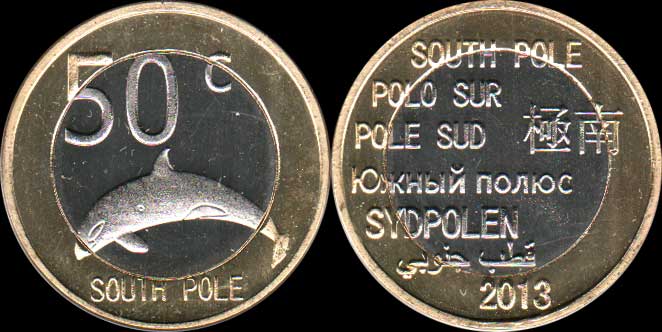 50 C
SOUTH POLE
SOUTH POLE
POLO SUR
POLE SUD 極南
Южный полюс
SYDPOLEN
قطب جنوبي
2013